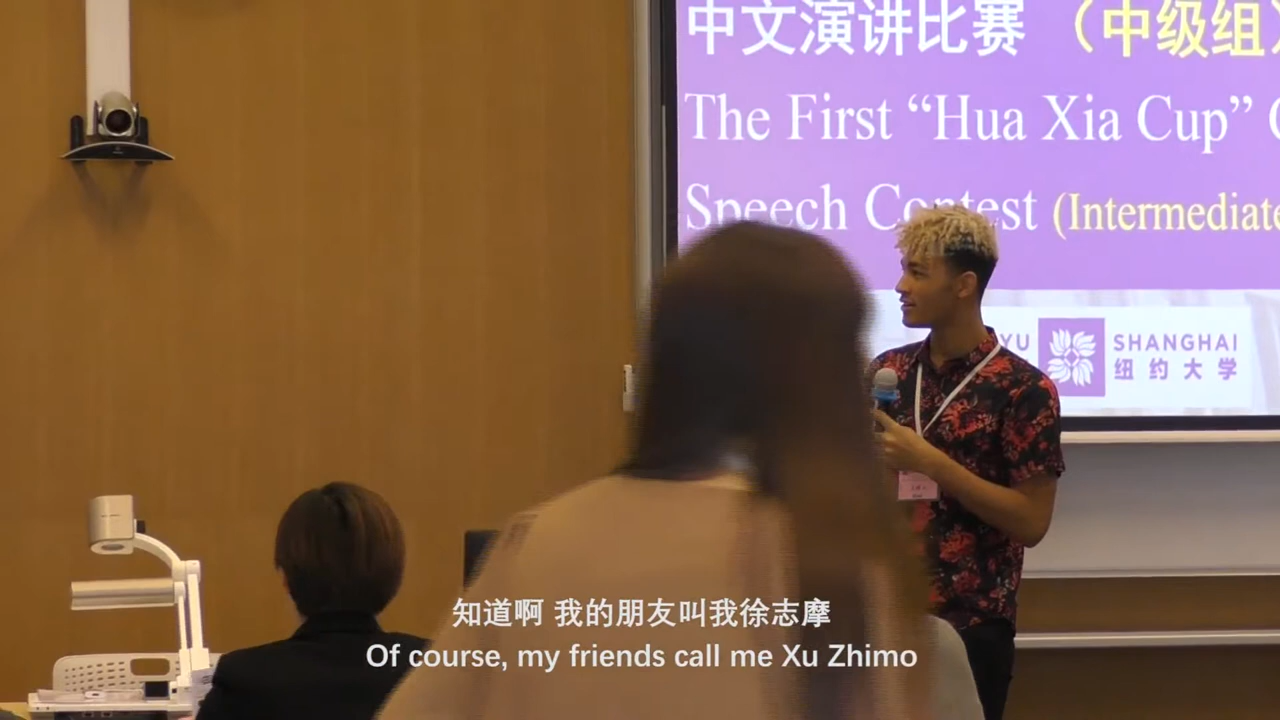 中文演讲比赛 （中级组）
The First “Hua Xia Cup” C
Speech Contest (Intermediate
YU SHANGHAI
纽约大学
知道啊 我的朋友叫我徐志摩
Of course, my friends call me Xu Zhimo